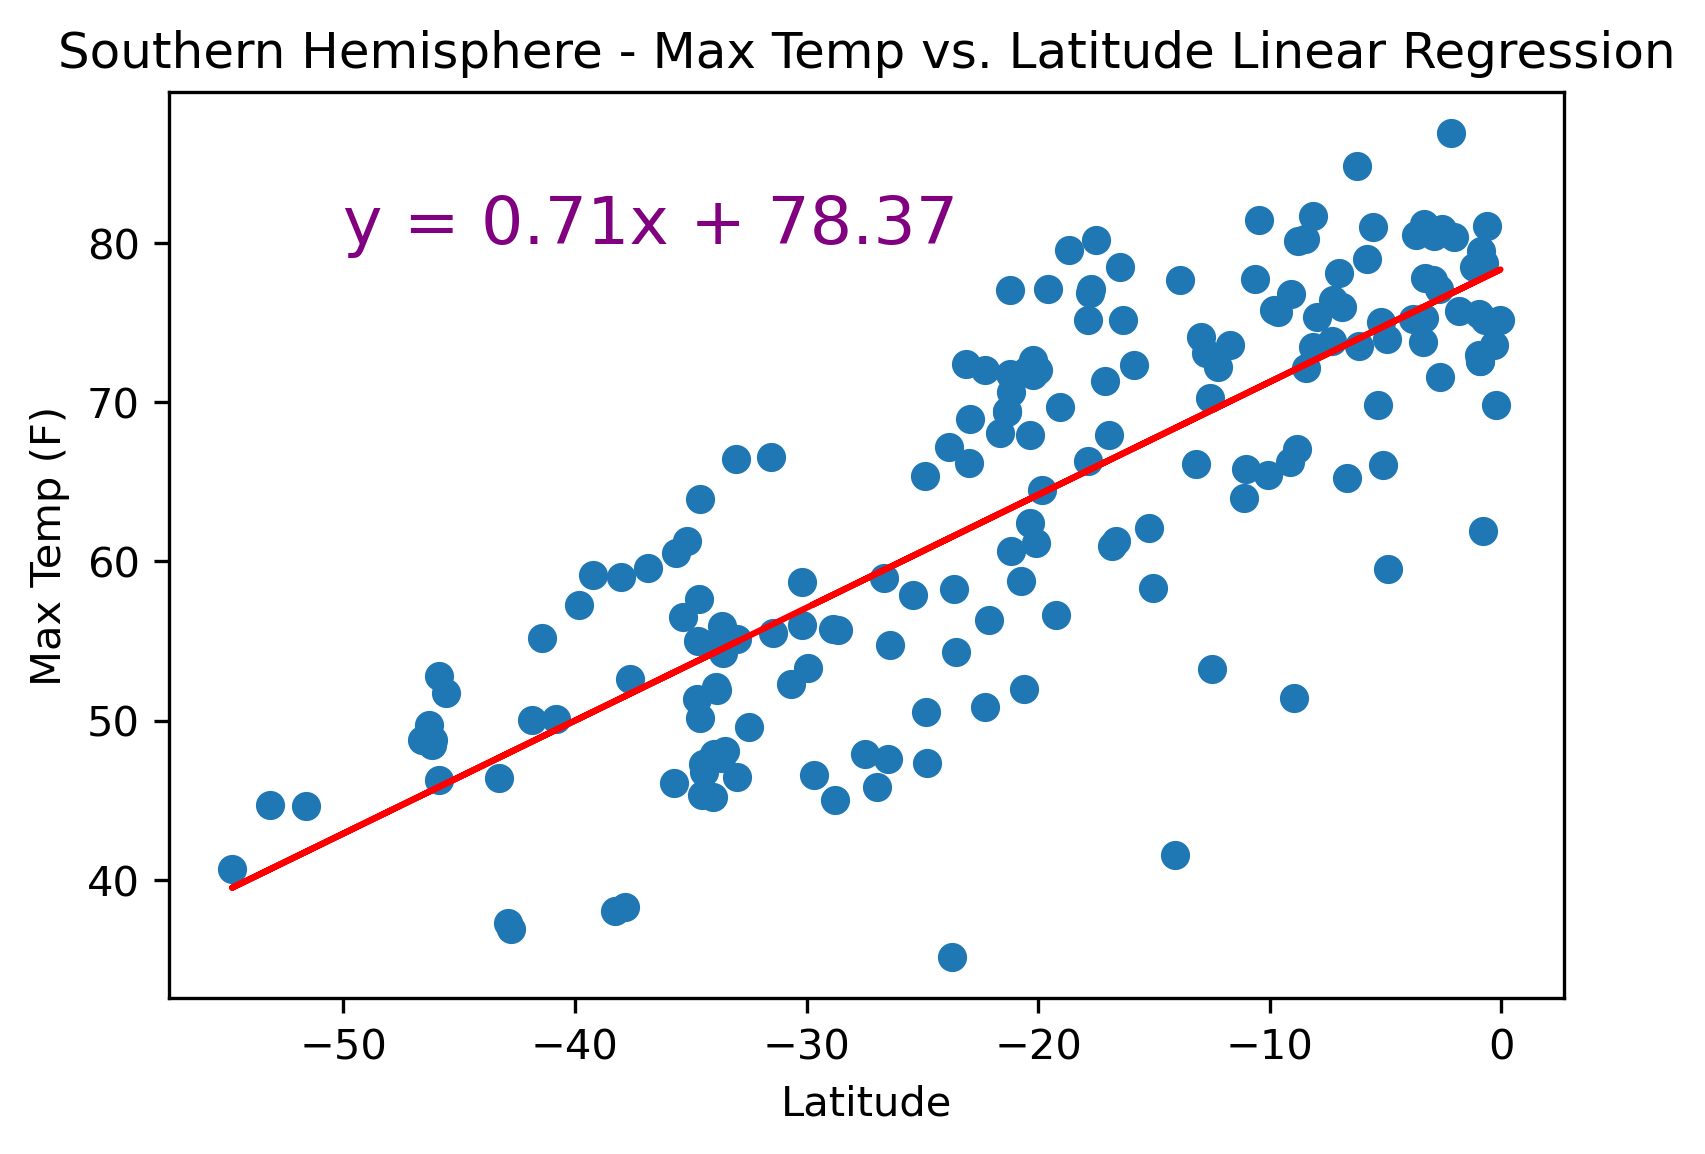 Southern Hemisphere - Max Temp vs. Latitude Linear Regression
y = 0.71x + 78.37
Max Temp (F)
80
70
60
50
40
−50 −40 −30 −20 −10 0
Latitude